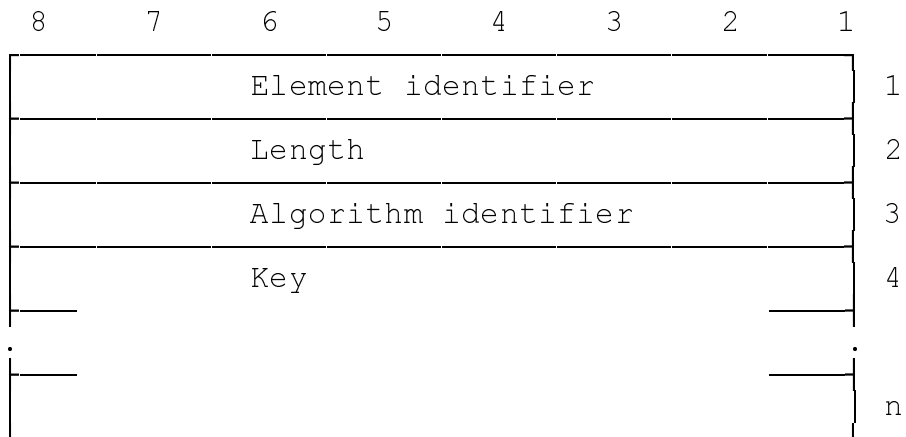 8 7 6 5 4 3 2 1
Element identifier 1
Length 2
Algorithm identifier 3
Key 4
. .
n